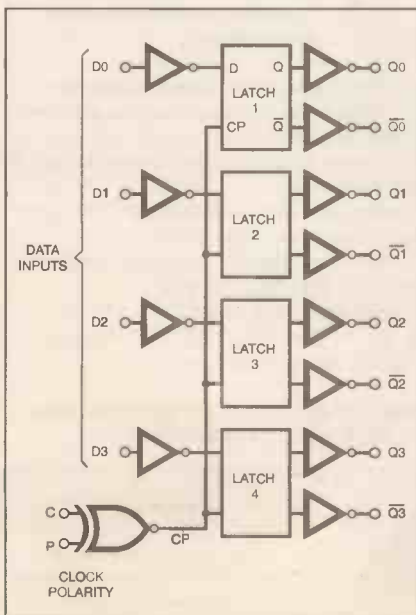 D0
D Q
Q0
LATCH
1
CP Q̅
Q̅0̅
D1
Q1
LATCH
2
Q̅1̅
DATA
INPUTS
D2
Q2
LATCH
3
Q̅2̅
D3
Q3
LATCH
4
Q̅3̅
C
P
C̅P̅
CLOCK
POLARITY